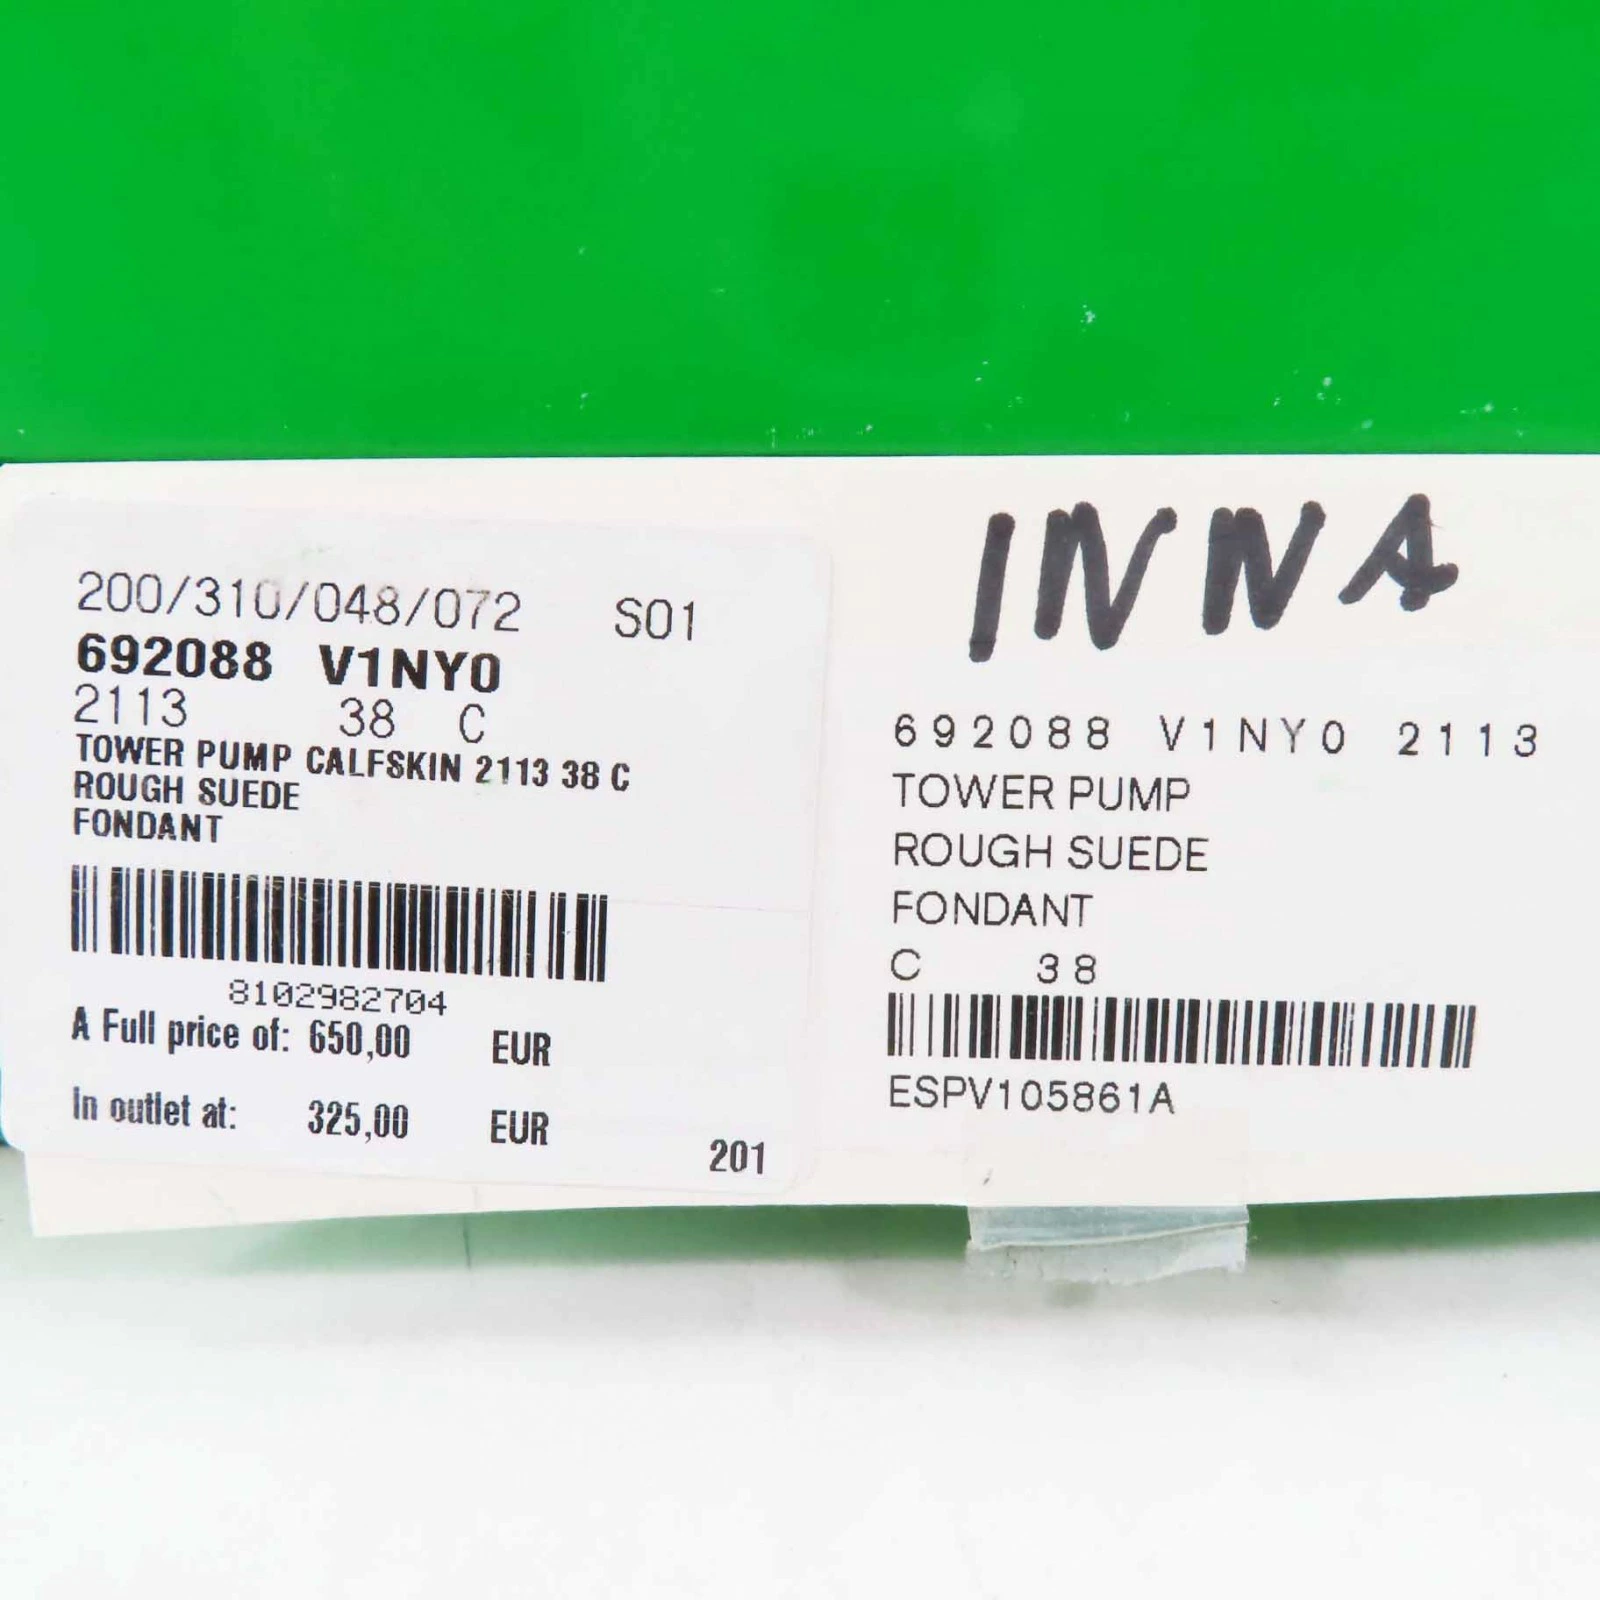 200/310/048/072 S01
692088 V1NY0
2113 38 C
TOWER PUMP CALFSKIN 2113 38 C
ROUGH SUEDE
FONDANT
8102982704
A Full price of: 650,00 EUR
In outlet at: 325,00 EUR
201
INNA
692088 V1NY0 2113
TOWER PUMP
ROUGH SUEDE
FONDANT
C 38
ESPV105861A